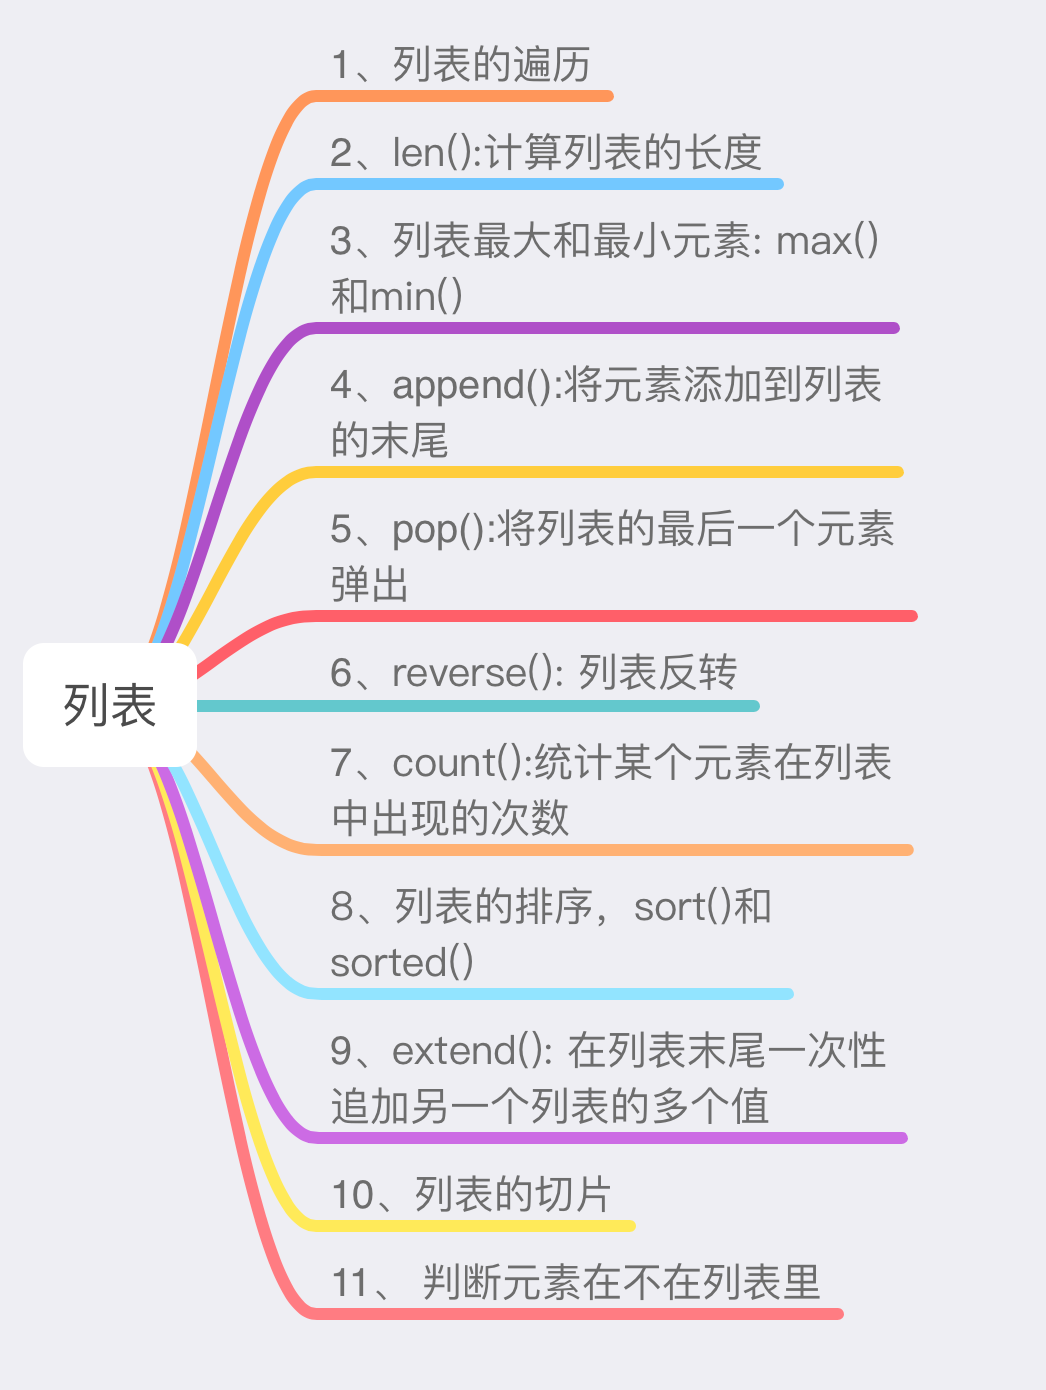 1、列表的遍历
2、len():计算列表的长度
3、列表最大和最小元素: max()
和min()
4、append():将元素添加到列表
的末尾
5、pop():将列表的最后一个元素
弹出
列表
6、reverse(): 列表反转
7、count():统计某个元素在列表
中出现的次数
8、列表的排序，sort()和
sorted()
9、extend(): 在列表末尾一次性
追加另一个列表的多个值
10、列表的切片
11、 判断元素在不在列表里